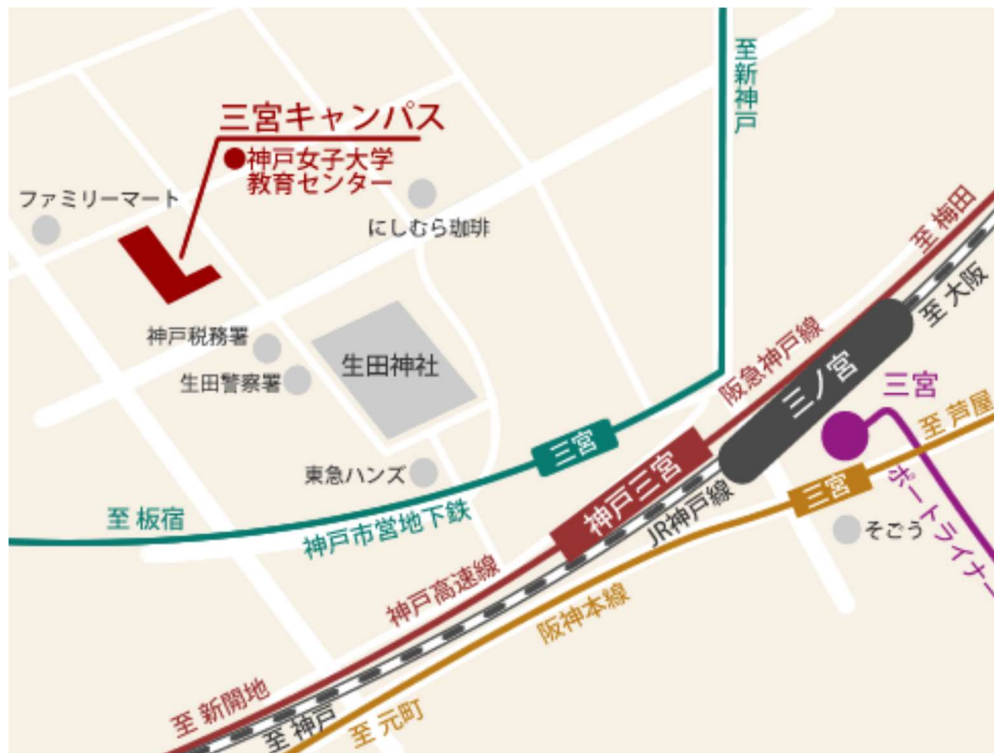 至新神戸
三宮キャンパス
神戸女子大学
教育センター
ファミリーマート
にしむら珈琲
至 梅田
至 大阪
神戸税務署
生田神社
生田警察署
阪急神戸線
三ノ宮
三宮
至 芦屋
三宮
東急ハンズ
神戸三宮
三宮
ポートライナー
至 板宿
神戸市営地下鉄
JR神戸線
そごう
神戸高速線
阪神本線
至 新開地
至 神戸
至 元町